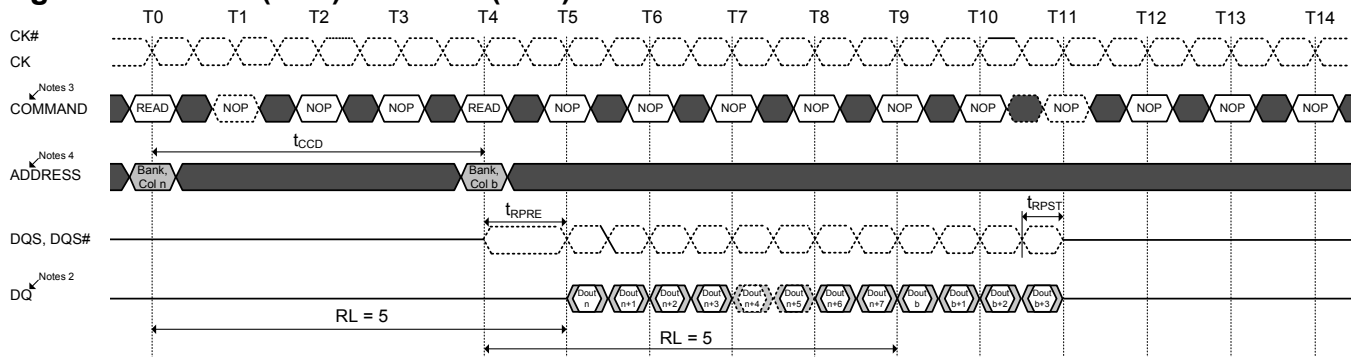 T0 T1 T2 T3 T4 T5 T6 T7 T8 T9 T10 T11 T12 T13 T14
CK#
CK
Notes 3
COMMAND READ NOP NOP NOP READ NOP NOP NOP NOP NOP NOP NOP NOP NOP NOP
tCCD
Notes 4
ADDRESS Bank, Col n Bank, Col b
tRPRE tRPST
DQS, DQS#
Notes 2
DQ Dout n Dout n+1 Dout n+2 Dout n+3 Dout n+4 Dout n+5 Dout n+6 Dout n+7 Dout b Dout b+1 Dout b+2 Dout b+3
RL = 5
RL = 5